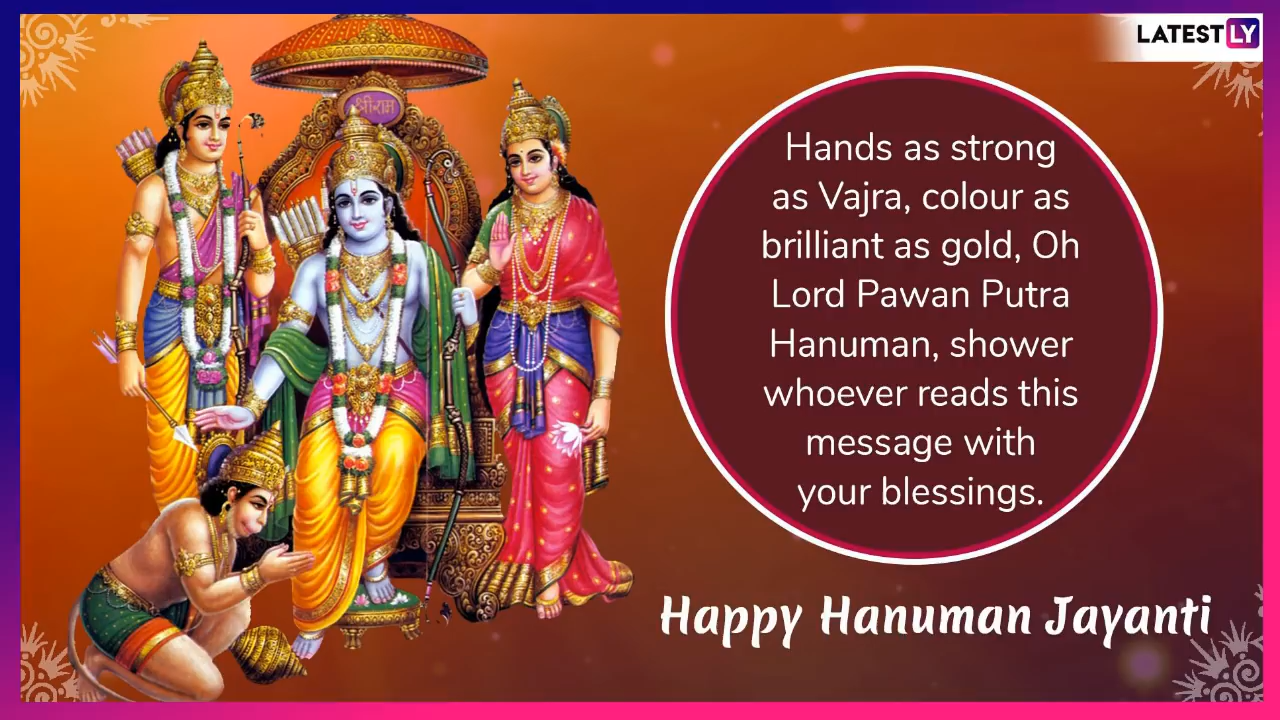 LATESTLY
श्रीराम
Hands as strong
as Vajra, colour as
brilliant as gold, Oh
Lord Pawan Putra
Hanuman, shower
whoever reads this
message with
your blessings.
Happy Hanuman Jayanti